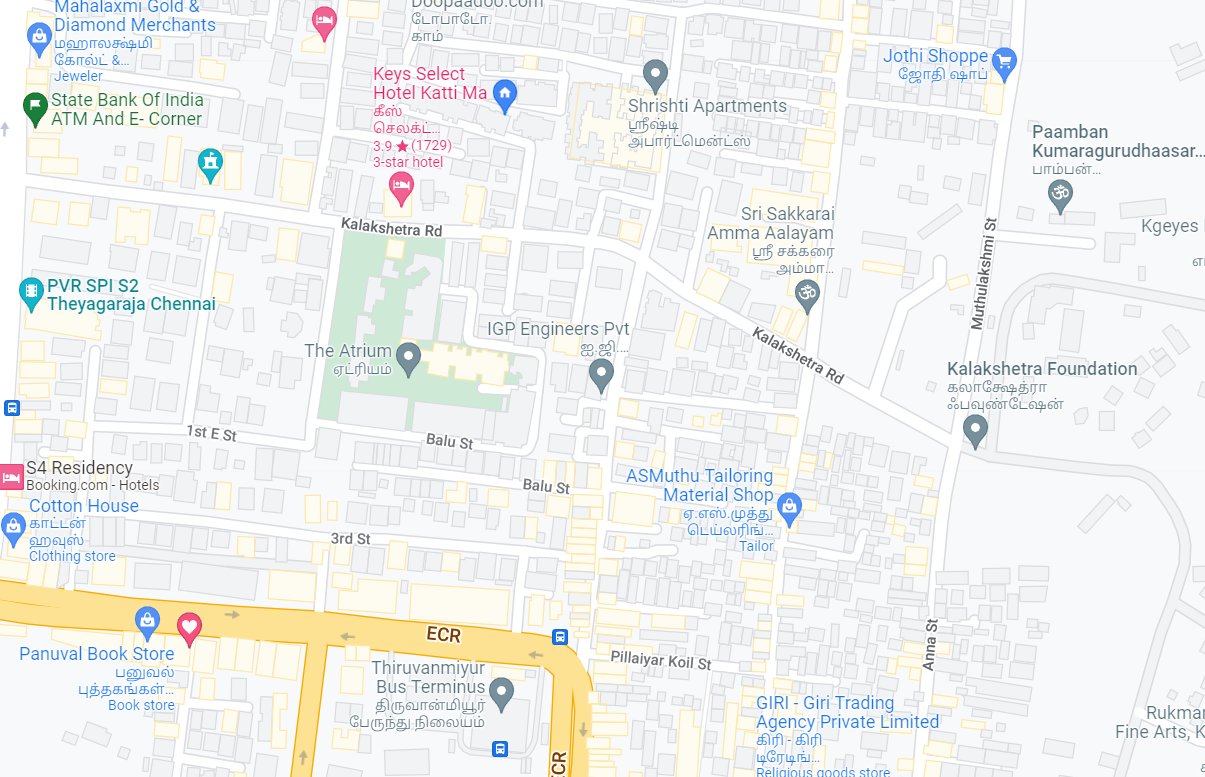 Mahalaxmi Gold &
Diamond Merchants
மஹாலக்ஷ்மி
கோல்ட் &...
Jeweler
Doopaadoo.com
டோபாடோ.
காம்
State Bank Of India
ATM And E- Corner
Keys Select
Hotel Katti Ma
கீஸ்
செலக்ட்...
3.9 ★ (1729)
3-star hotel
Shrishti Apartments
ஸ்ரீஷ்டி
அபார்ட்மென்ட்ஸ்
Jothi Shoppe
ஜோதி ஷாப்
Paamban
Kumaragurudhaasar...
பாம்பன்...
Kalakshetra Rd
Sri Sakkarai
Amma Aalayam
ஸ்ரீ சக்கரை
அம்மா...
Muthulakshmi St
Kgeyes
PVR SPI S2
Theyagaraja Chennai
IGP Engineers Pvt
ஐ.ஜி....
The Atrium
ஏட்ரியம்
Kalakshetra Rd
Kalakshetra Foundation
கலாக்ஷேத்ரா
ஃபவுண்டேஷன்
1st E St
Balu St
S4 Residency
Booking.com - Hotels
Balu St
ASMuthu Tailoring
Material Shop
ஏ.எஸ்.முத்து
டெய்லரிங்...
Tailor
Cotton House
காட்டன்
ஹவுஸ்
Clothing store
3rd St
ECR
Anna St
Panuval Book Store
பனுவல்
புத்தகங்கள்...
Book store
Thiruvanmiyur
Bus Terminus
திருவான்மியூர்
பேருந்து நிலையம்
Pillaiyar Koil St
GIRI - Giri Trading
Agency Private Limited
கிரி - கிரி
டிரேடிங்...
Religious goods store
Rukmar
Fine Arts, K
ECR